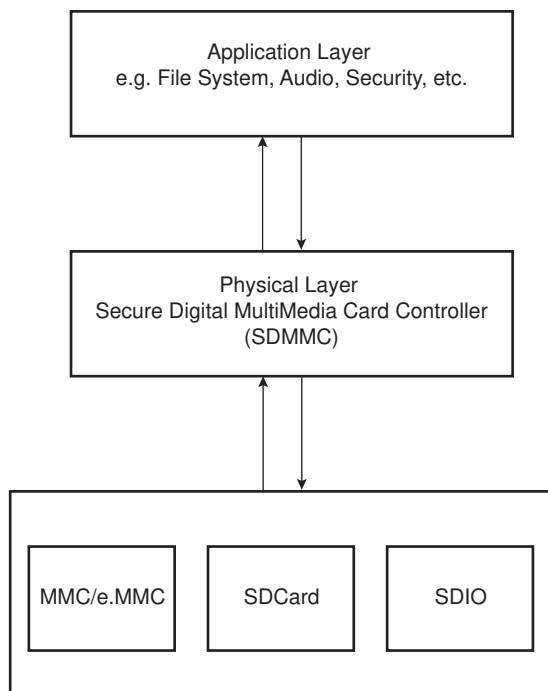 Application Layer
e.g. File System, Audio, Security, etc.
Physical Layer
Secure Digital MultiMedia Card Controller
(SDMMC)
MMC/e.MMC
SDCard
SDIO